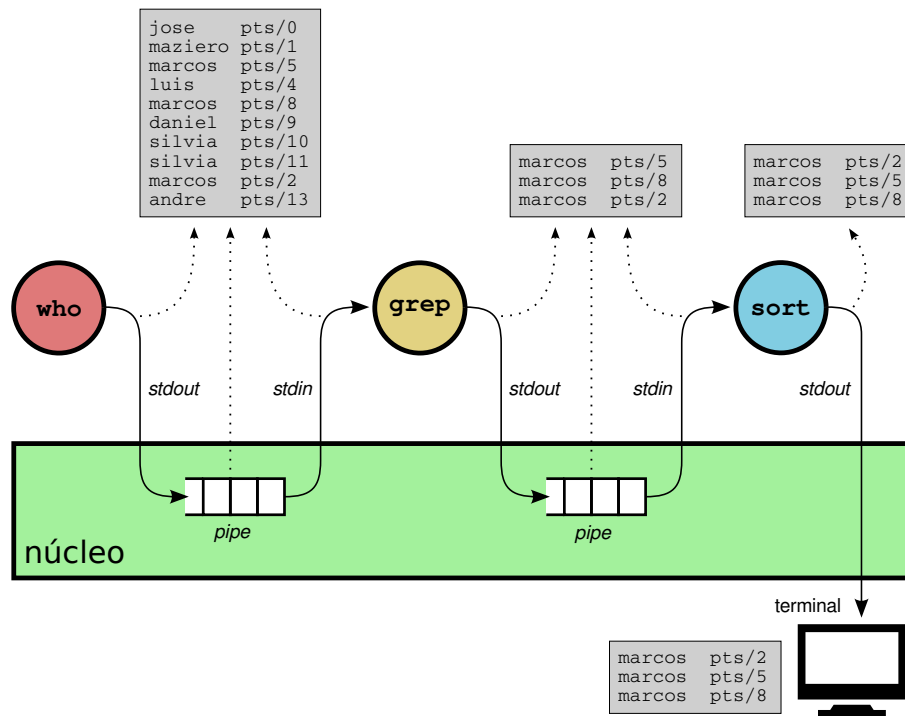 jose     pts/0
maziero pts/1
marcos   pts/5
luis     pts/4
marcos   pts/8
daniel   pts/9
silvia   pts/10
silvia   pts/11
marcos   pts/2
andre    pts/13
marcos  pts/5
marcos  pts/8
marcos  pts/2
marcos  pts/2
marcos  pts/5
marcos  pts/8
who
grep
sort
stdout
stdin
stdout
stdin
stdout
pipe
pipe
núcleo
terminal
marcos  pts/2
marcos  pts/5
marcos  pts/8